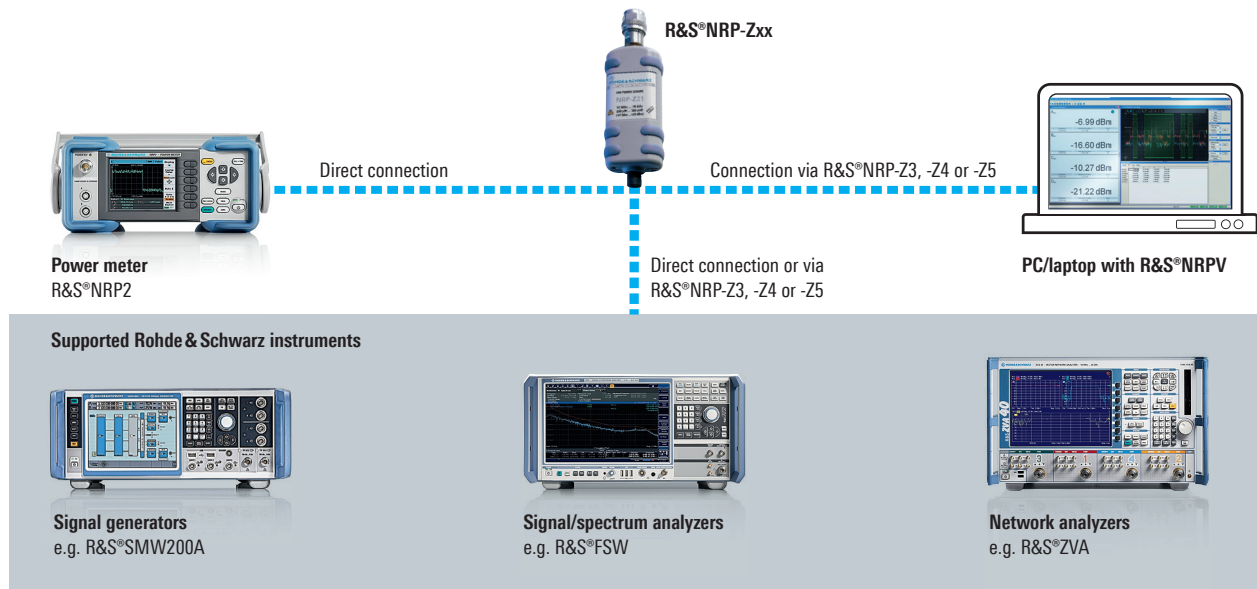 R&S®NRP-Zxx
NRP-Z21
-6.99 dBm
-16.60 dBm
-10.27 dBm
-21.22 dBm
Direct connection
Connection via R&S®NRP-Z3, -Z4 or -Z5
Power meter
R&S®NRP2
Direct connection or via
R&S®NRP-Z3, -Z4 or -Z5
PC/laptop with R&S®NRPV
Supported Rohde & Schwarz instruments
ZVA 40
Signal generators
e.g. R&S®SMW200A
Signal/spectrum analyzers
e.g. R&S®FSW
Network analyzers
e.g. R&S®ZVA